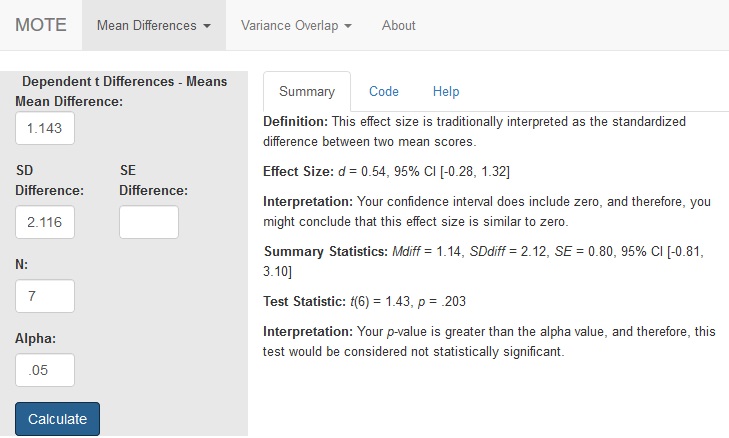 MOTE Mean Differences Variance Overlap About
Dependent t Differences - Means
Mean Difference:
1.143
SD Difference:
2.116
SE Difference:
N:
7
Alpha:
.05
Calculate
Summary Code Help
Definition: This effect size is traditionally interpreted as the standardized
difference between two mean scores.
Effect Size: d = 0.54, 95% CI [-0.28, 1.32]
Interpretation: Your confidence interval does include zero, and therefore, you
might conclude that this effect size is similar to zero.
Summary Statistics: Mdiff = 1.14, SDdiff = 2.12, SE = 0.80, 95% CI [-0.81,
3.10]
Test Statistic: t(6) = 1.43, p = .203
Interpretation: Your p-value is greater than the alpha value, and therefore, this
test would be considered not statistically significant.